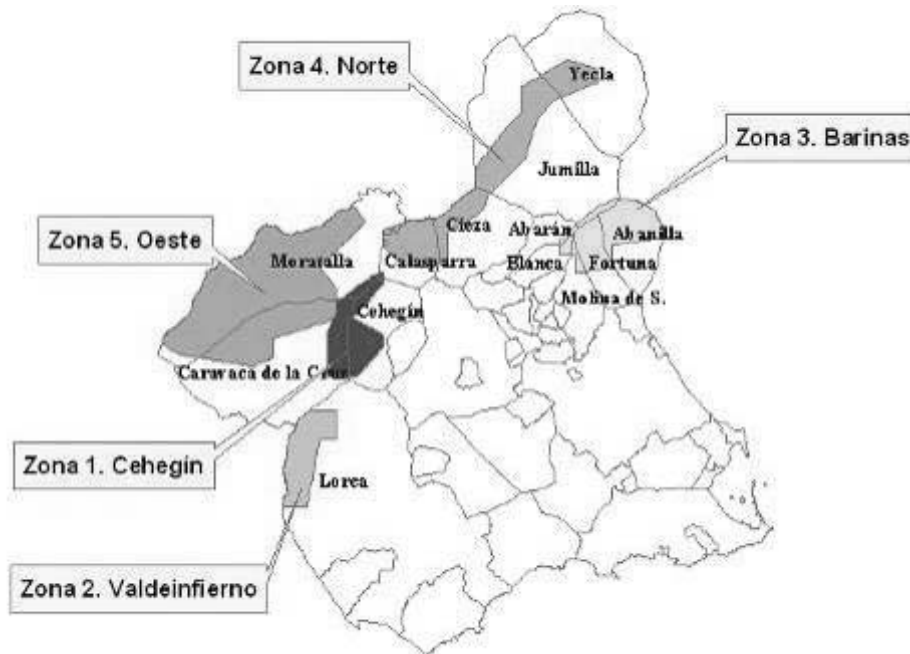 Yecla
Zona 4. Norte
Zona 3. Barinas
Jumilla
Cieza
Abarán
Abanilla
Zona 5. Oeste
Moratalla
Calasparra
Blanca
Fortuna
Molina de S.
Cehegín
Caravaca de la Cruz
Zona 1. Cehegín
Lorca
Zona 2. Valdeinfierno